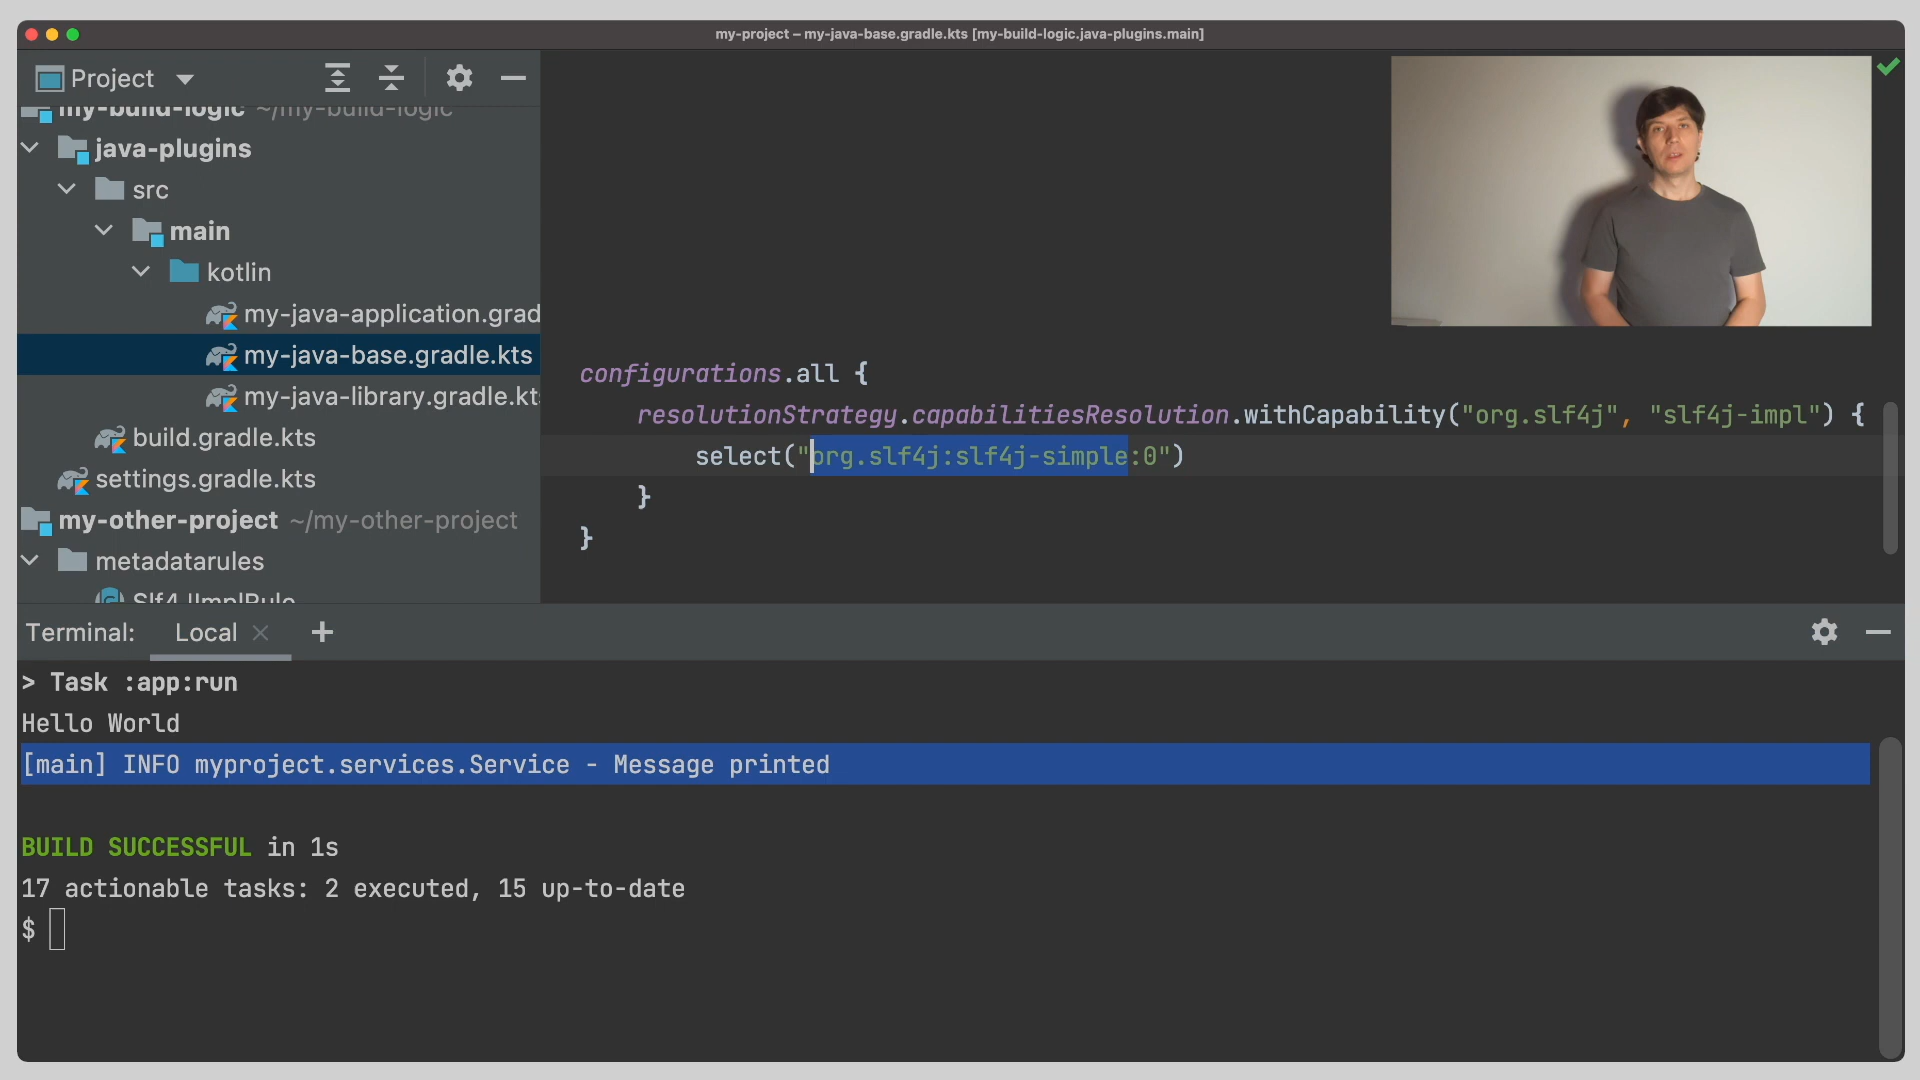 my-project – my-java-base.gradle.kts [my-build-logic.java-plugins.main]
Project
my-build-logic ~/my-build-logic
java-plugins
src
main
kotlin
my-java-application.grad
my-java-base.gradle.kts
my-java-library.gradle.kt
build.gradle.kts
settings.gradle.kts
my-other-project ~/my-other-project
metadatarules
Slf4JImplRule
configurations.all {
resolutionStrategy.capabilitiesResolution.withCapability("org.slf4j", "slf4j-impl") {
select("org.slf4j:slf4j-simple:0")
}
}
Terminal: Local
> Task :app:run
Hello World
[main] INFO myproject.services.Service - Message printed
BUILD SUCCESSFUL in 1s
17 actionable tasks: 2 executed, 15 up-to-date
$